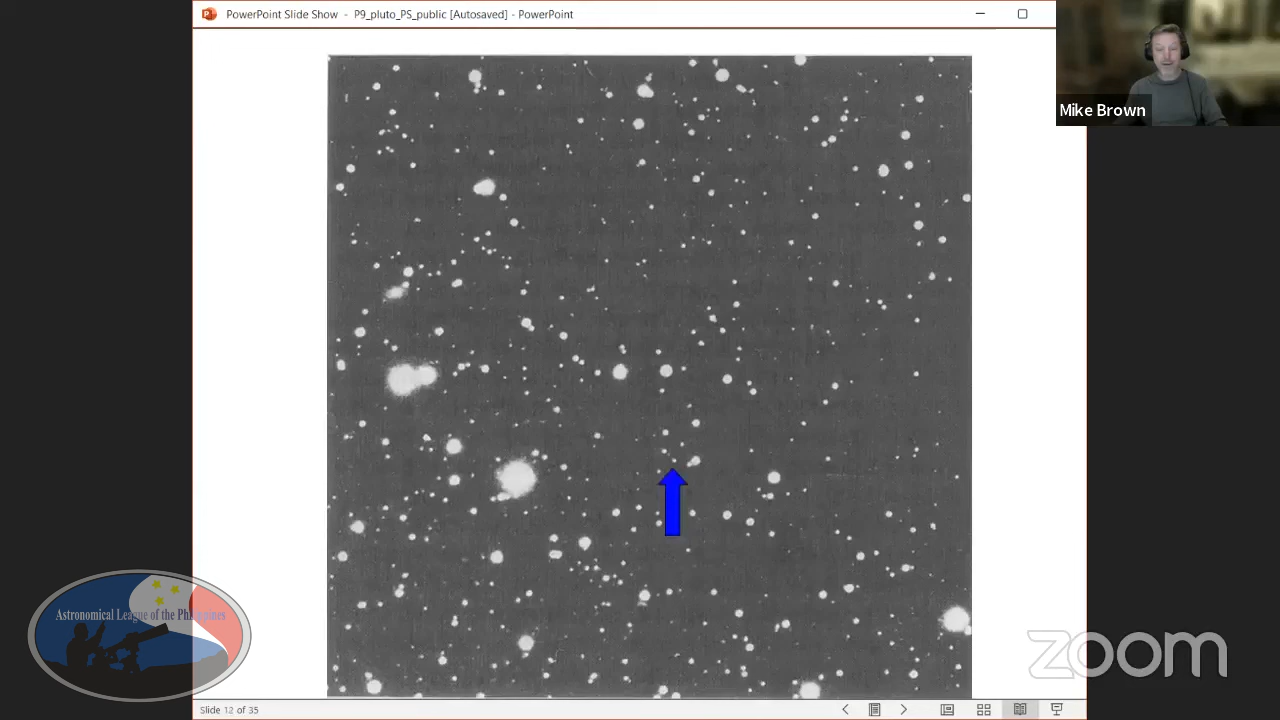 PowerPoint Slide Show - P9_pluto_PS_public [Autosaved] - PowerPoint
Mike Brown
Astronomical League of the Philippines
zoom
Slide 12 of 35